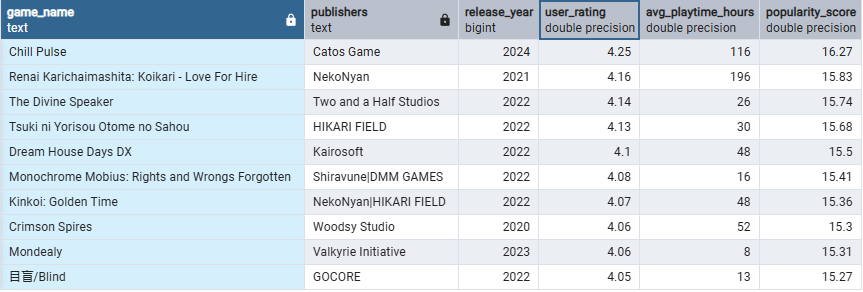 game_name publishers release_year user_rating avg_playtime_hours popularity_score
text text bigint double precision double precision double precision
Chill Pulse Catos Game 2024 4.25 116 16.27
Renai Karichaimashita: Koikari - Love For Hire NekoNyan 2021 4.16 196 15.83
The Divine Speaker Two and a Half Studios 2022 4.14 26 15.74
Tsuki ni Yorisou Otome no Sahou HIKARI FIELD 2022 4.13 30 15.68
Dream House Days DX Kairosoft 2022 4.1 48 15.5
Monochrome Mobius: Rights and Wrongs Forgotten Shiravune|DMM GAMES 2022 4.08 16 15.41
Kinkoi: Golden Time NekoNyan|HIKARI FIELD 2022 4.07 48 15.36
Crimson Spires Woodsy Studio 2020 4.06 52 15.3
Mondealy Valkyrie Initiative 2023 4.06 8 15.31
目盲/Blind GOCORE 2022 4.05 13 15.27